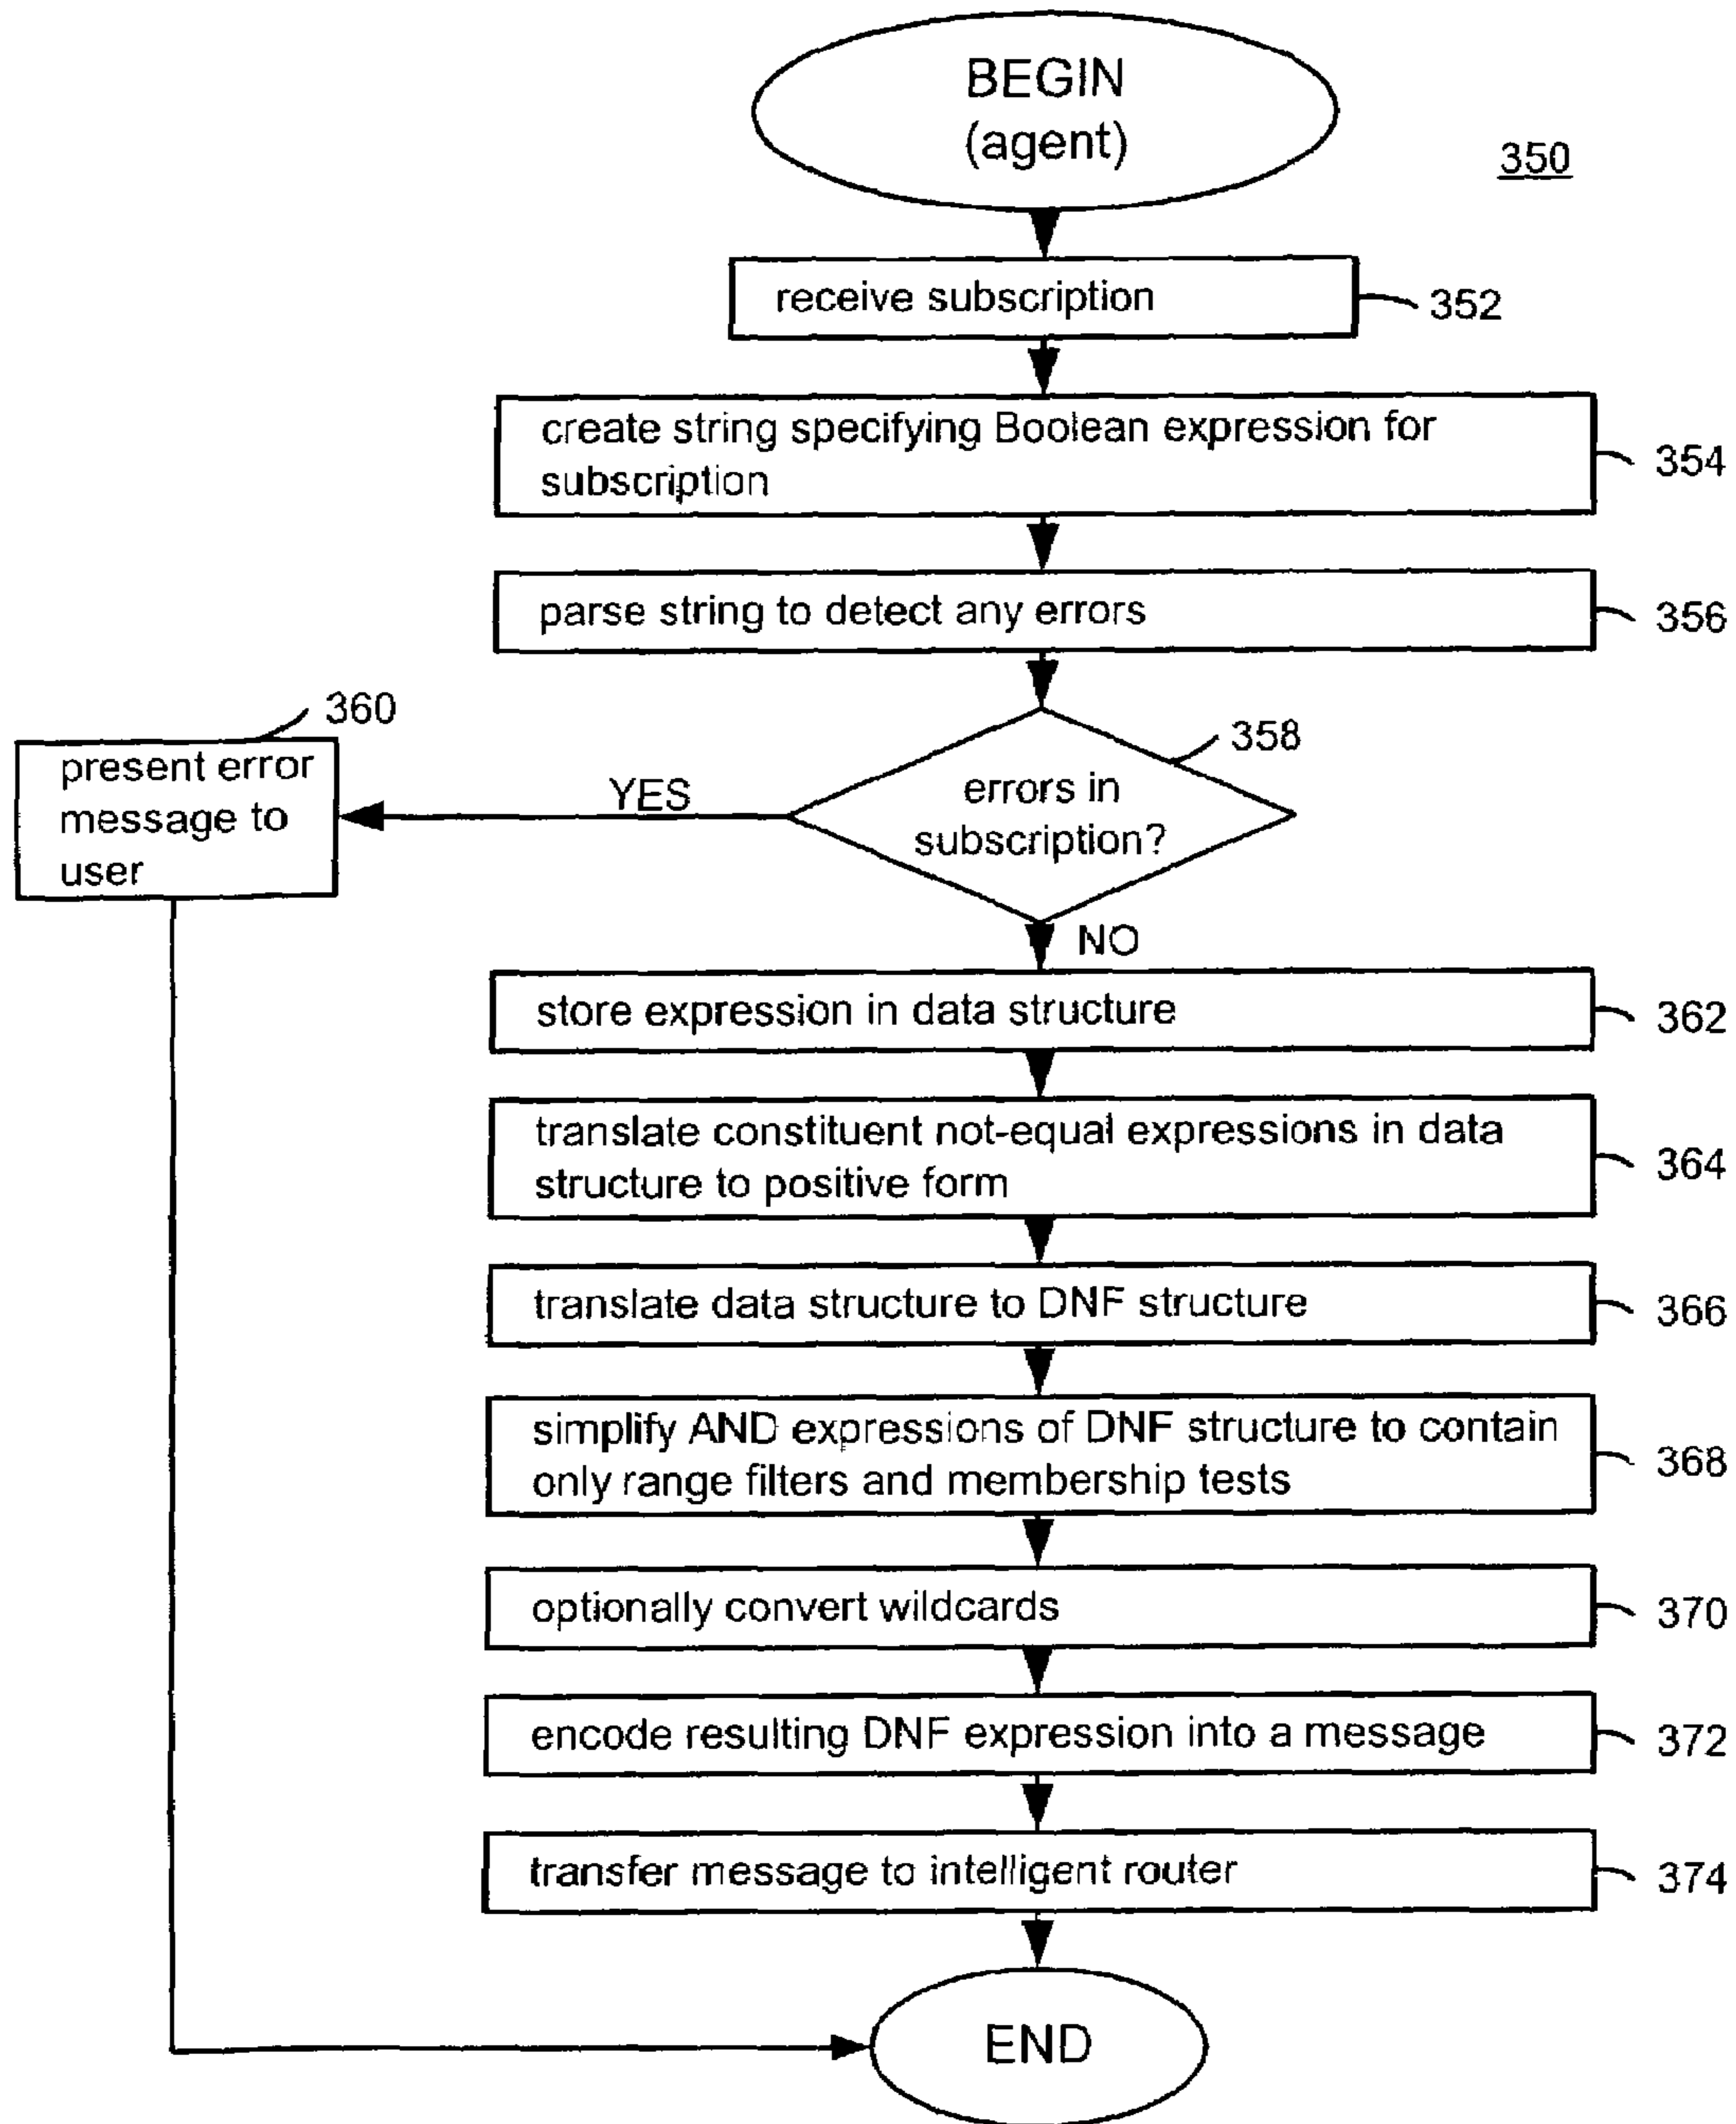 BEGIN
(agent)
350
receive subscription
352
create string specifying Boolean expression for
subscription
354
parse string to detect any errors
356
360
present error
message to
user
YES
358
errors in
subscription?
NO
store expression in data structure
362
translate constituent not-equal expressions in data
structure to positive form
364
translate data structure to DNF structure
366
simplify AND expressions of DNF structure to contain
only range filters and membership tests
368
optionally convert wildcards
370
encode resulting DNF expression into a message
372
transfer message to intelligent router
374
END